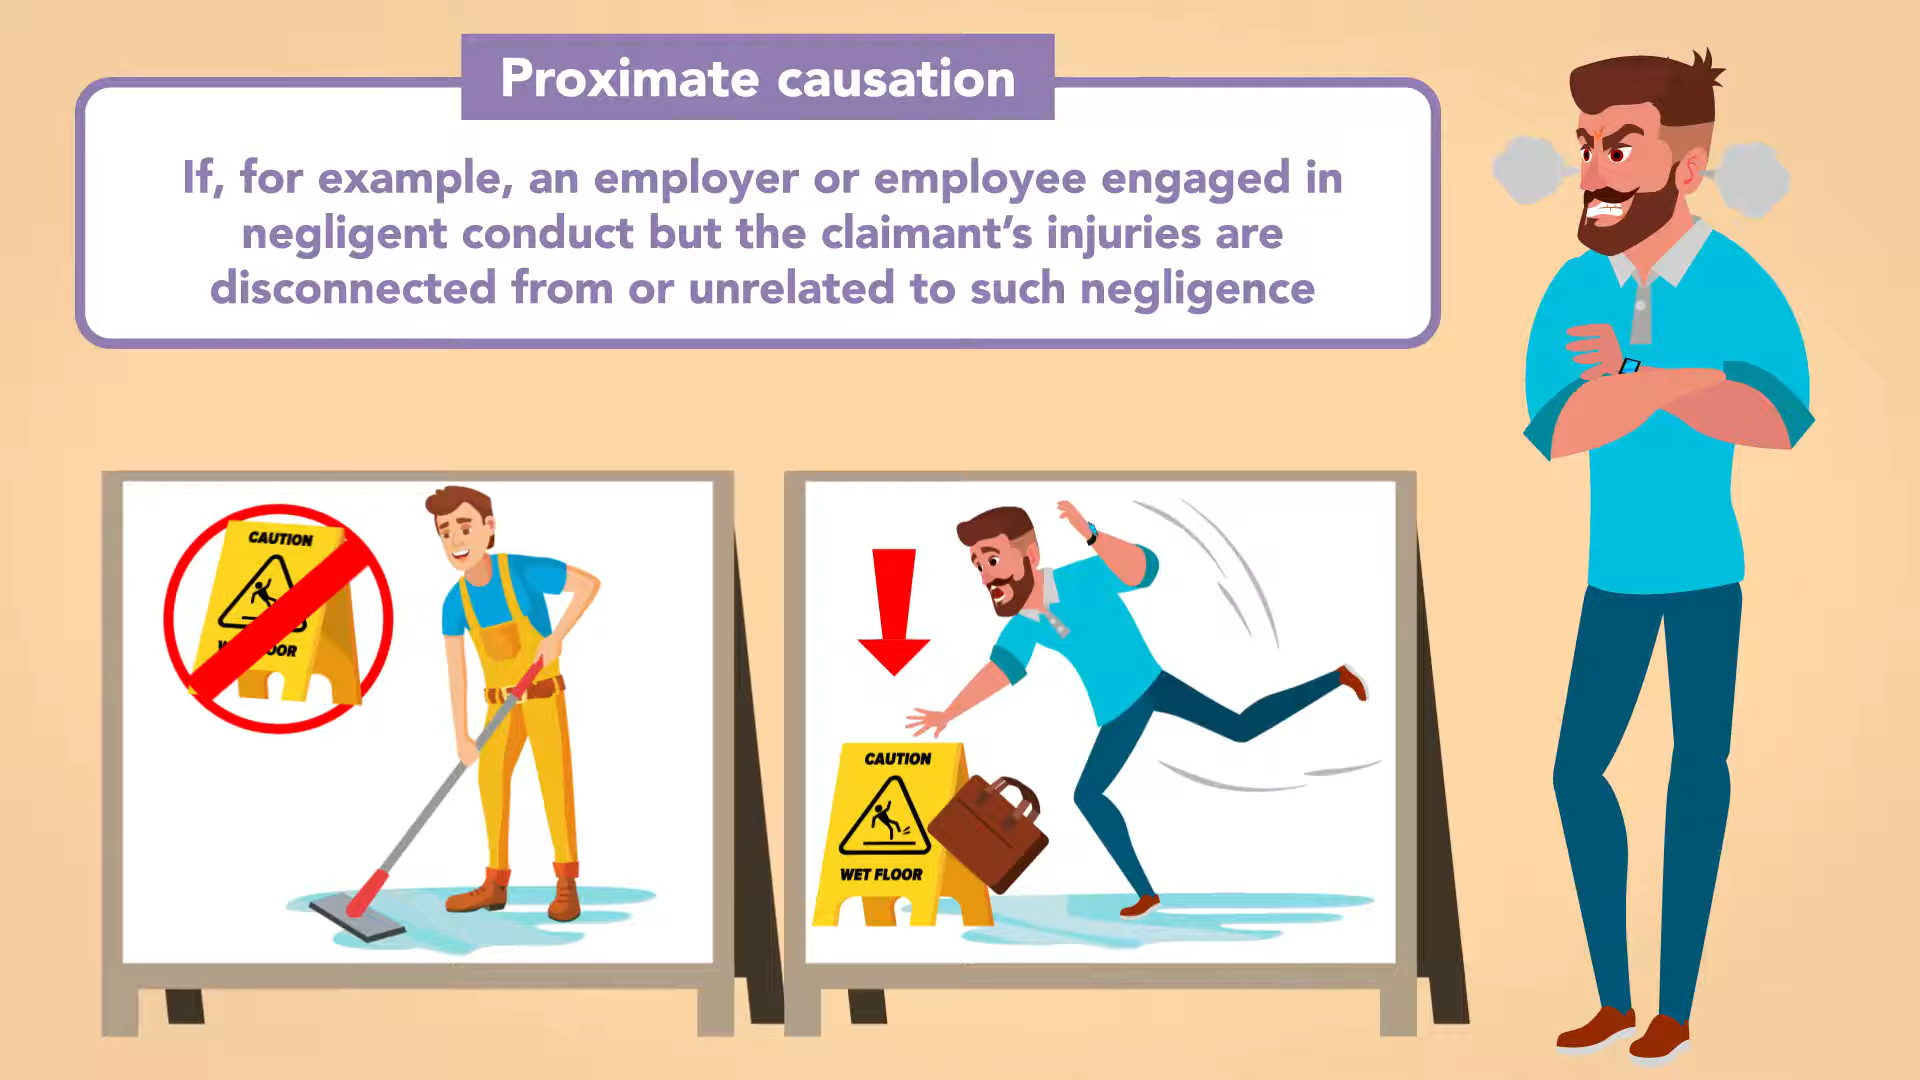 Proximate causation
If, for example, an employer or employee engaged in
negligent conduct but the claimant's injuries are
disconnected from or unrelated to such negligence
CAUTION
CAUTION
WET FLOOR